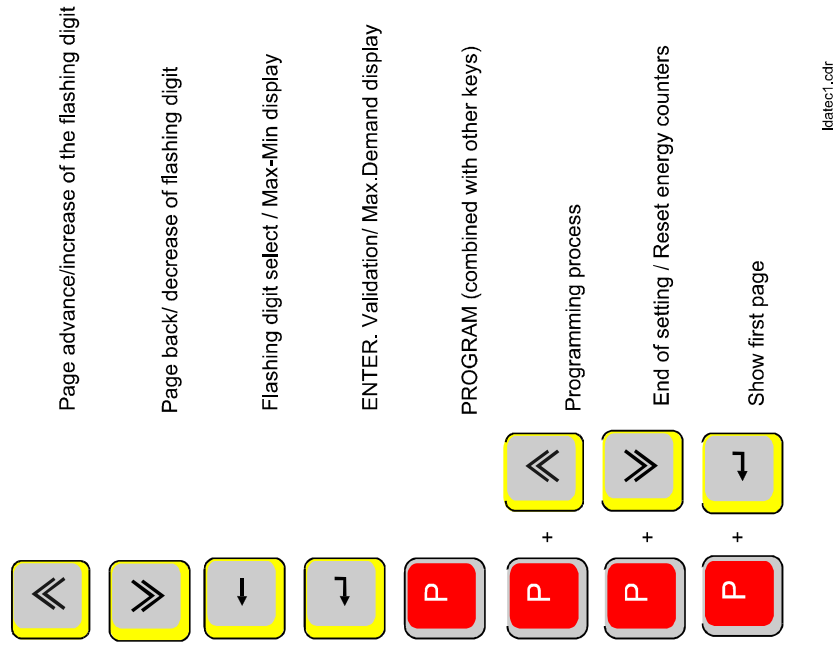 Page advance/increase of the flashing digit
Page back/ decrease of flashing digit
Flashing digit select / Max-Min display
ENTER. Validation/ Max.Demand display
P PROGRAM (combined with other keys)
P + Programming process
P + End of setting / Reset energy counters
P + Show first page
ldatec1.cdr